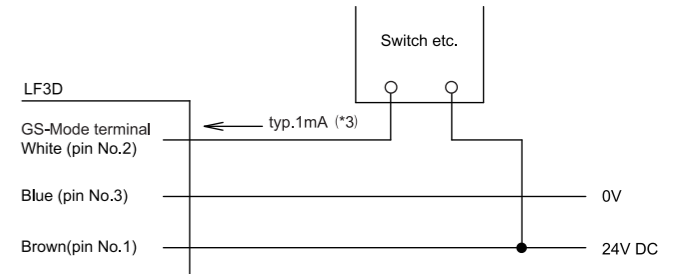 Switch etc.
LF3D
GS-Mode terminal
White (pin No.2)
typ.1mA (*3)
Blue (pin No.3)
0V
Brown(pin No.1)
24V DC